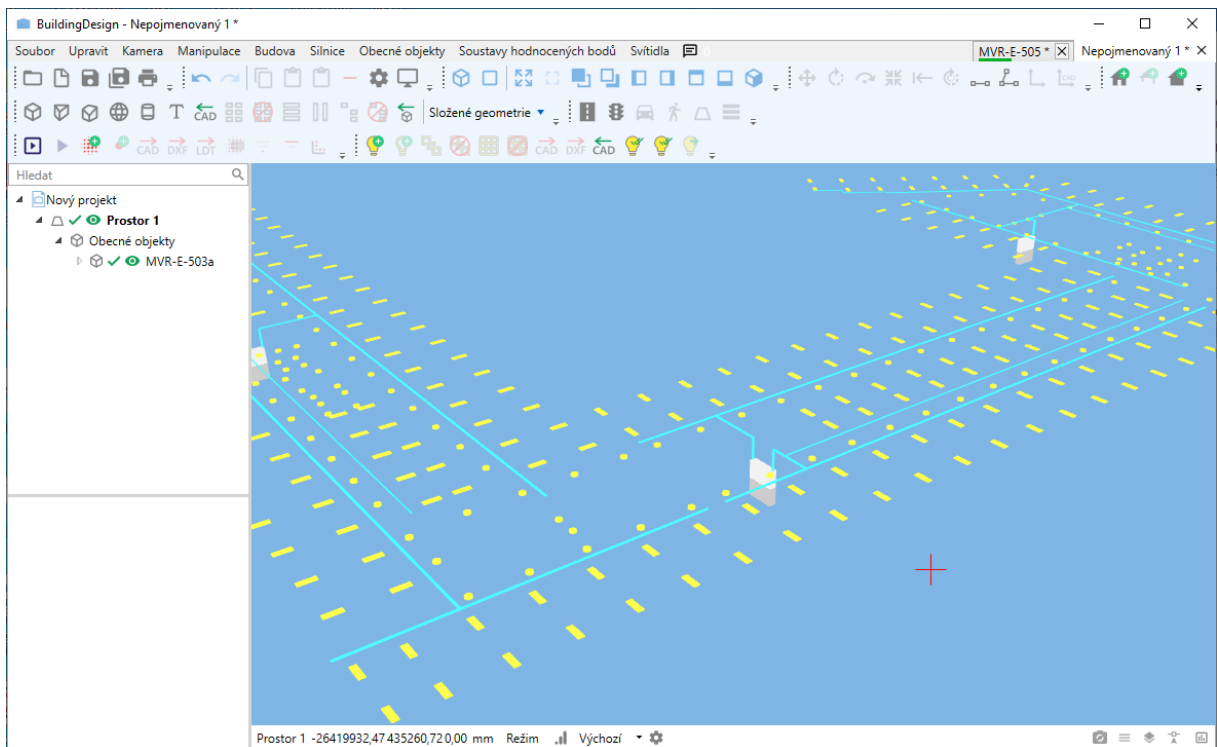 BuildingDesign - Nepojmenovaný 1 *
Soubor Upravit Kamera Manipulace Budova Silnice Obecné objekty Soustavy hodnocených bodů Svítidla 0 MVR-E-505 * Nepojmenovaný 1 *
CAD
T CAD Složené geometrie
CAD DXF LDT CAD DXF CAD
Hledat
Nový projekt
Prostor 1
Obecné objekty
MVR-E-503a
Prostor 1 -26419932,47 435260,72 0,00 mm Režim Výchozí